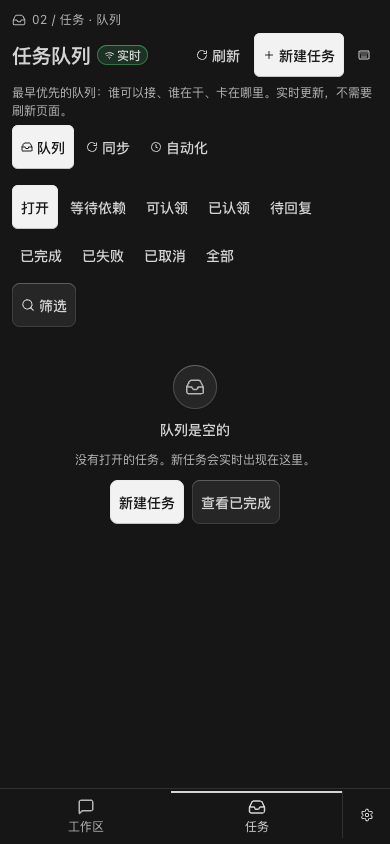 02 / 任务 · 队列
任务队列 实时 刷新 新建任务
最早优先的队列：谁可以接、谁在干、卡在哪里。实时更新，不需要
刷新页面。
队列 同步 自动化
打开 等待依赖 可认领 已认领 待回复
已完成 已失败 已取消 全部
筛选
队列是空的
没有打开的任务。新任务会实时出现在这里。
新建任务 查看已完成
工作区 任务